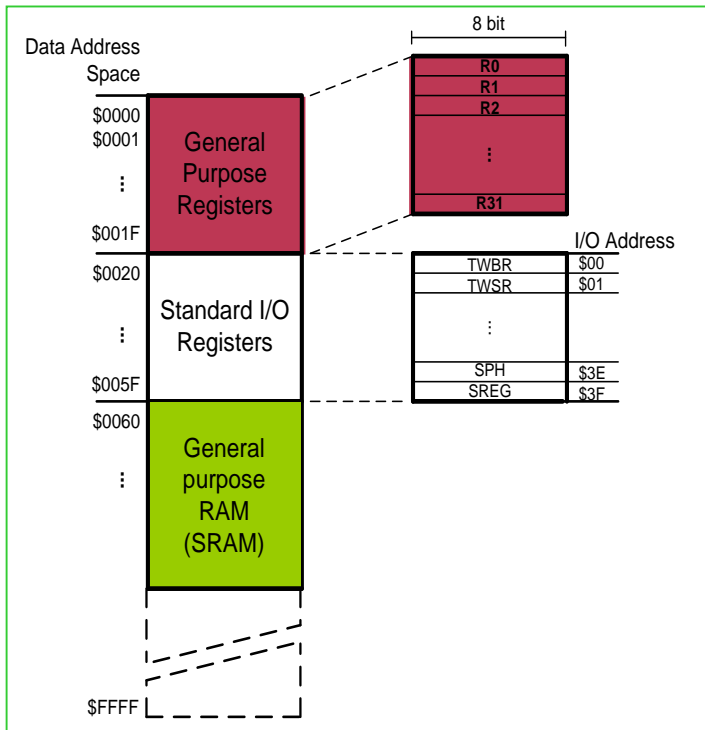 8 bit
Data Address
Space
$0000
$0001
⋮
$001F
General
Purpose
Registers
R0
R1
R2
⋮
R31
I/O Address
$0020
⋮
$005F
Standard I/O
Registers
TWBR $00
TWSR $01
⋮
SPH $3E
SREG $3F
$0060
⋮
General
purpose
RAM
(SRAM)
$FFFF